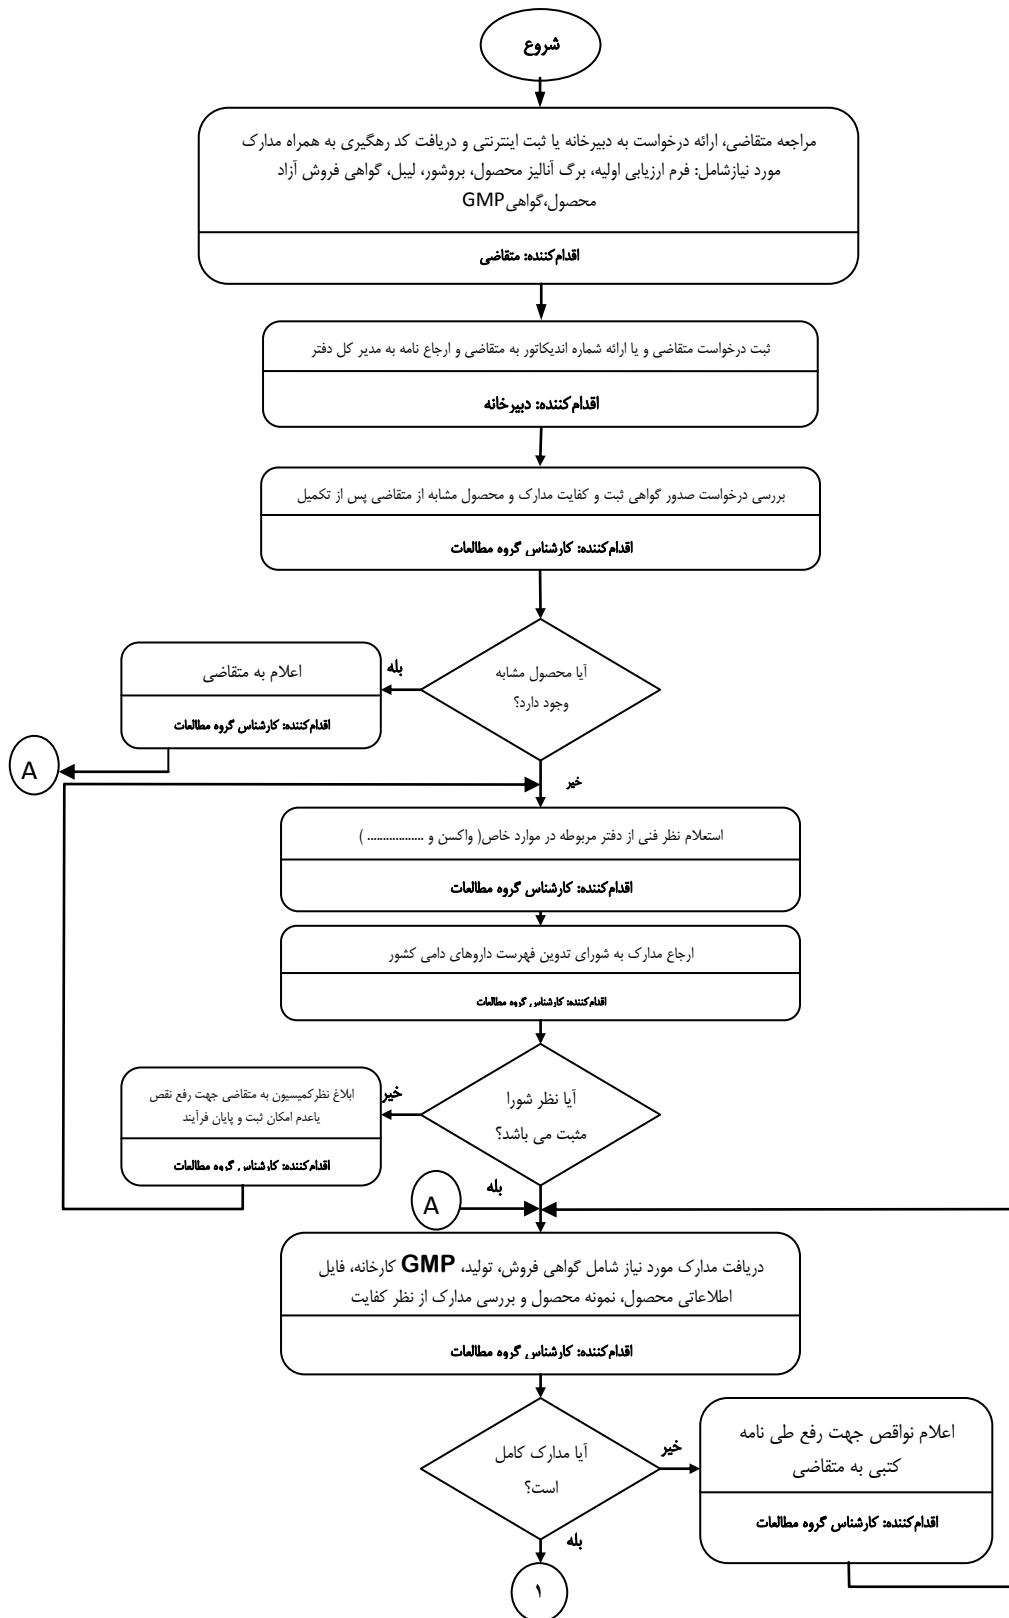 شروع
مراجعه متقاضی، ارائه درخواست به دبیرخانه یا ثبت اینترنتی و دریافت کد رهگیری به همراه مدارک
مورد نیازشامل: فرم ارزیابی اولیه، برگ آنالیز محصول، بروشور، لیبل، گواهی فروش آزاد
محصول،گواهیGMP
اقدام‌کننده: متقاضی
ثبت درخواست متقاضی و یا ارائه شماره اندیکاتور به متقاضی و ارجاع نامه به مدیر کل دفتر
اقدام‌کننده: دبیرخانه
بررسی درخواست صدور گواهی ثبت و کفایت مدارک و محصول مشابه از متقاضی پس از تکمیل
اقدام‌کننده: کارشناس گروه مطالعات
آیا محصول مشابه
وجود دارد؟
بله
اعلام به متقاضی
اقدام‌کننده: کارشناس گروه مطالعات
A
خیر
استعلام نظر فنی از دفتر مربوطه در موارد خاص( واکسن و .................. )
اقدام‌کننده: کارشناس گروه مطالعات
ارجاع مدارک به شورای تدوین فهرست داروهای دامی کشور
اقدام‌کننده: کارشناس گروه مطالعات
آیا نظر شورا
مثبت می باشد؟
خیر
ابلاغ نظرکمیسیون به متقاضی جهت رفع نقص
یاعدم امکان ثبت و پایان فرآیند
اقدام‌کننده: کارشناس گروه مطالعات
بله
A
دریافت مدارک مورد نیاز شامل گواهی فروش، تولید، GMP کارخانه، فایل
اطلاعاتی محصول، نمونه محصول و بررسی مدارک از نظر کفایت
اقدام‌کننده: کارشناس گروه مطالعات
آیا مدارک کامل
است؟
خیر
اعلام نواقص جهت رفع طی نامه
کتبی به متقاضی
اقدام‌کننده: کارشناس گروه مطالعات
بله
۱